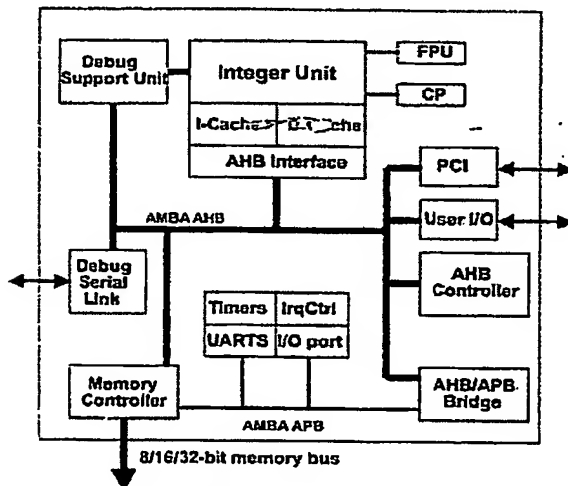 Debug
Support Unit
Integer Unit
FPU
CP
I-Cache
AHB Interface
PCI
User I/O
AMBA AHB
Debug
Serial
Link
AHB
Controller
Timers
IrqCtrl
UARTS
I/O port
Memory
Controller
AHB/APB
Bridge
AMBA APB
8/16/32-bit memory bus